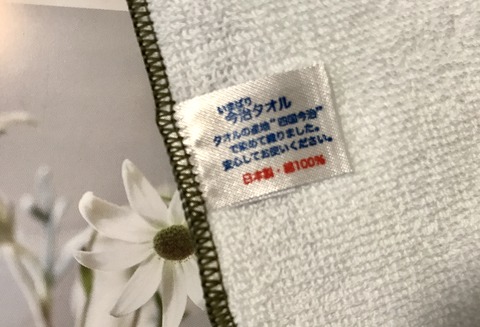 いまばり
今治タオル
タオルの産地“四国今治”
で染めて織りました。
安心してお使いください。
日本製・綿100%